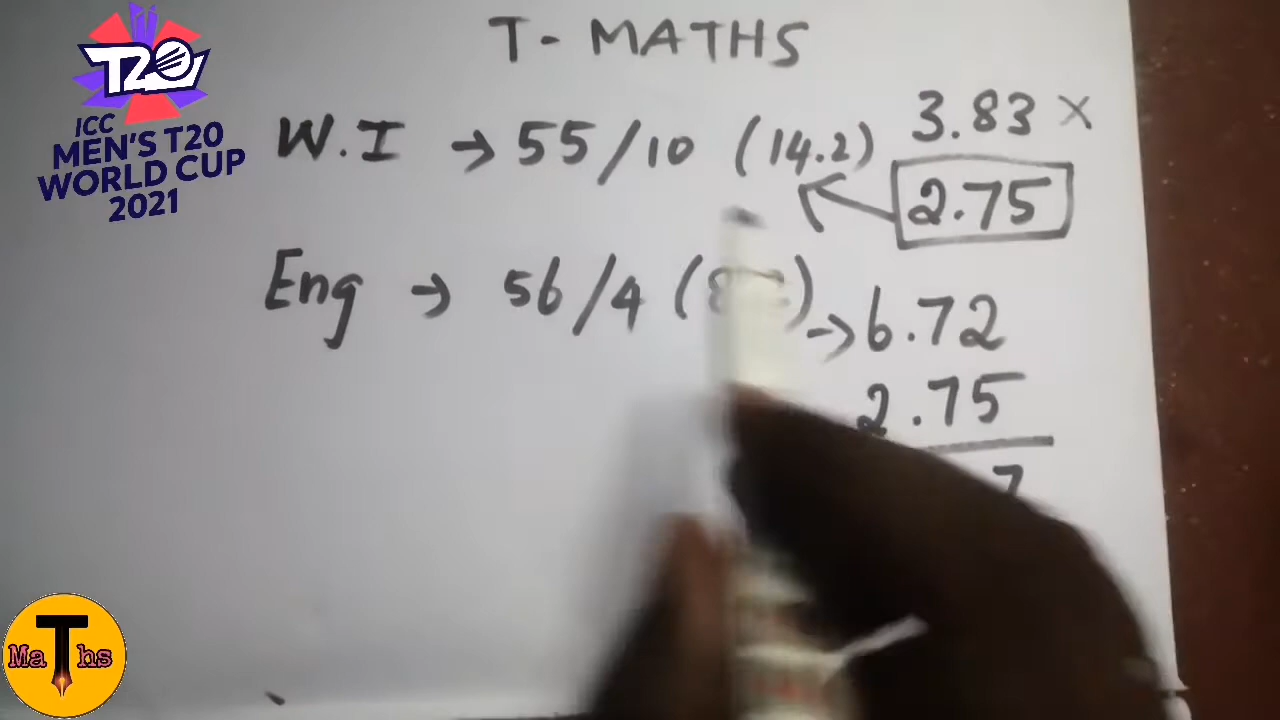 T - MATHS
T20
ICC
MEN'S T20
WORLD CUP
2021
W.I → 55/10 (14.2) 3.83 ×
2.75
Eng → 56/4 ( ) → 6.72
2.75
7
T
Ma hs